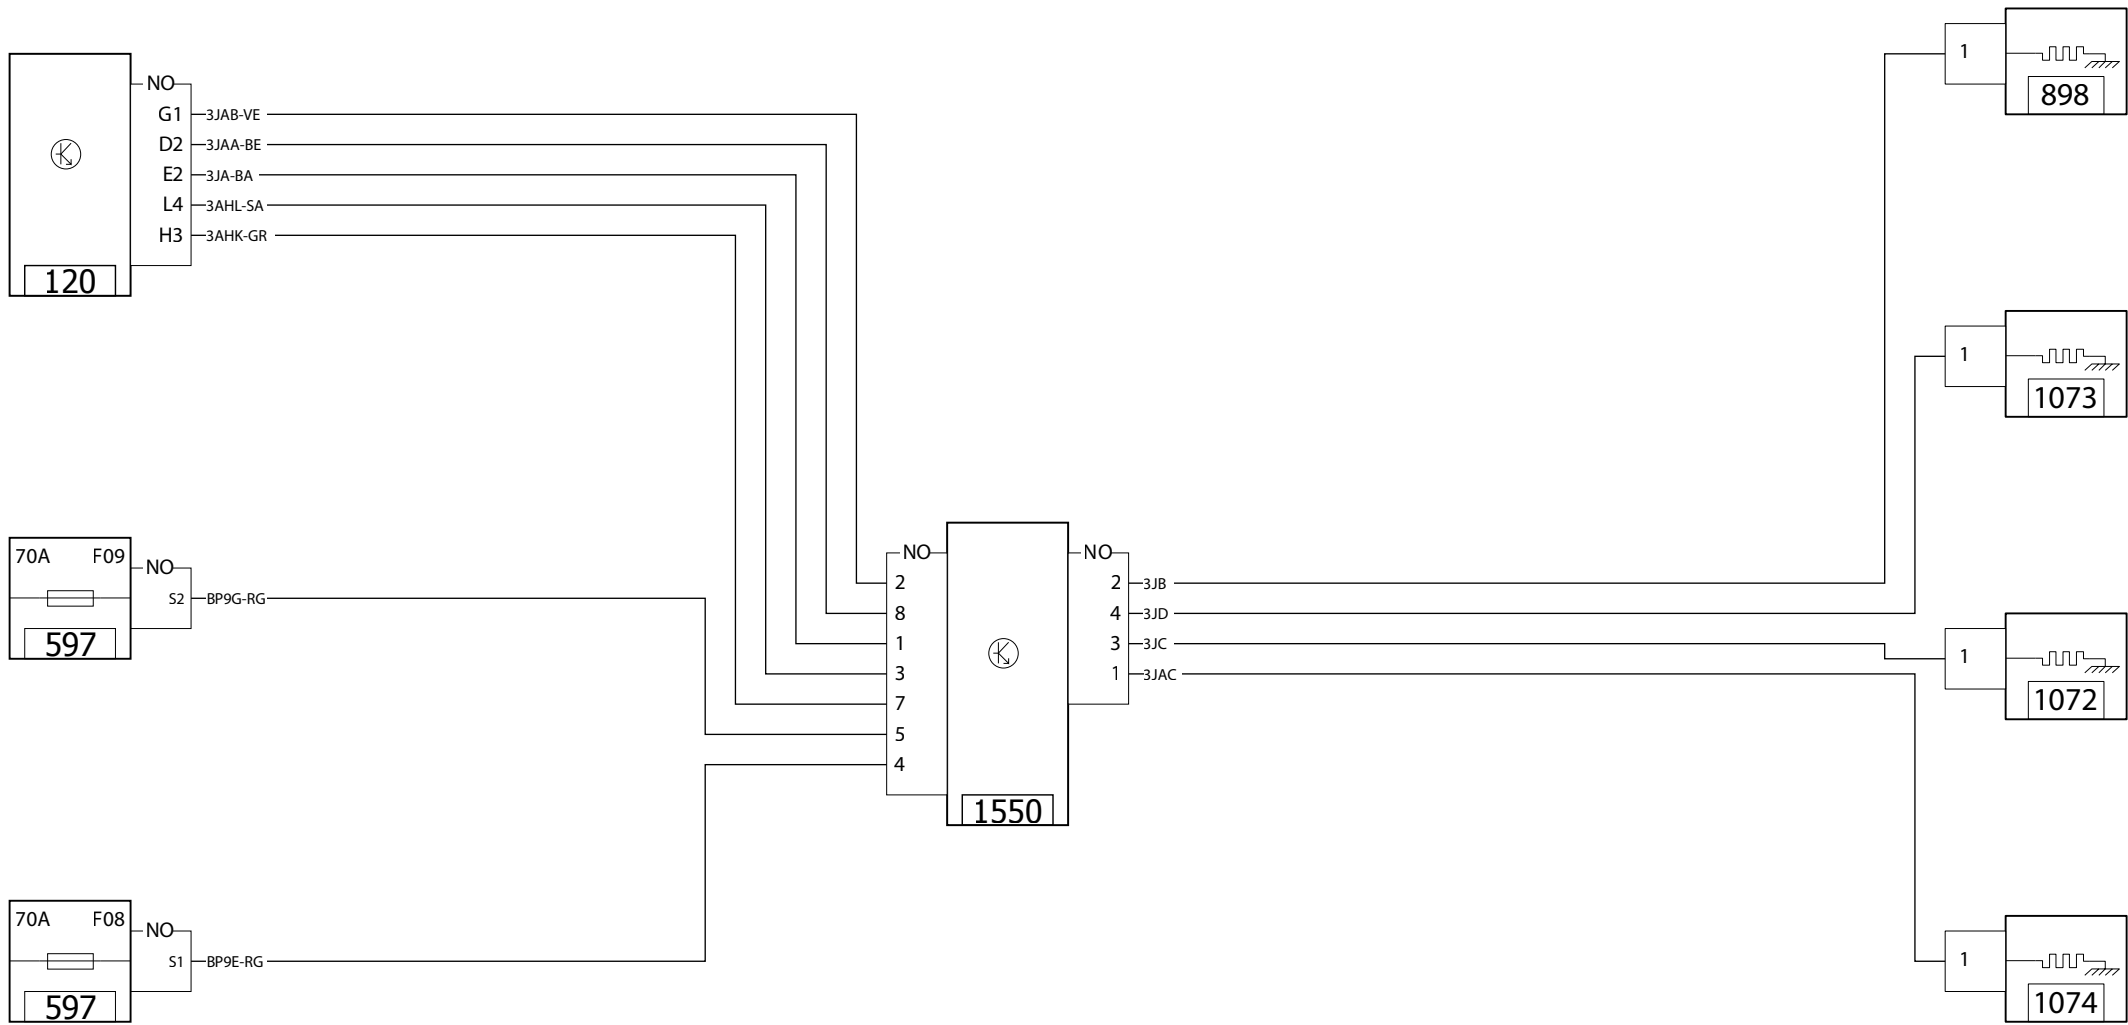 NO
G1 3JAB-VE
D2 3JAA-BE
E2 3JA-BA
L4 3AHL-SA
H3 3AHK-GR
120
70A F09
NO
S2 BP9G-RG
597
70A F08
NO
S1 BP9E-RG
597
NO
2
8
1
3
7
5
4
1550
NO
2 3JB
4 3JD
3 3JC
1 3JAC
1
898
1
1073
1
1072
1
1074